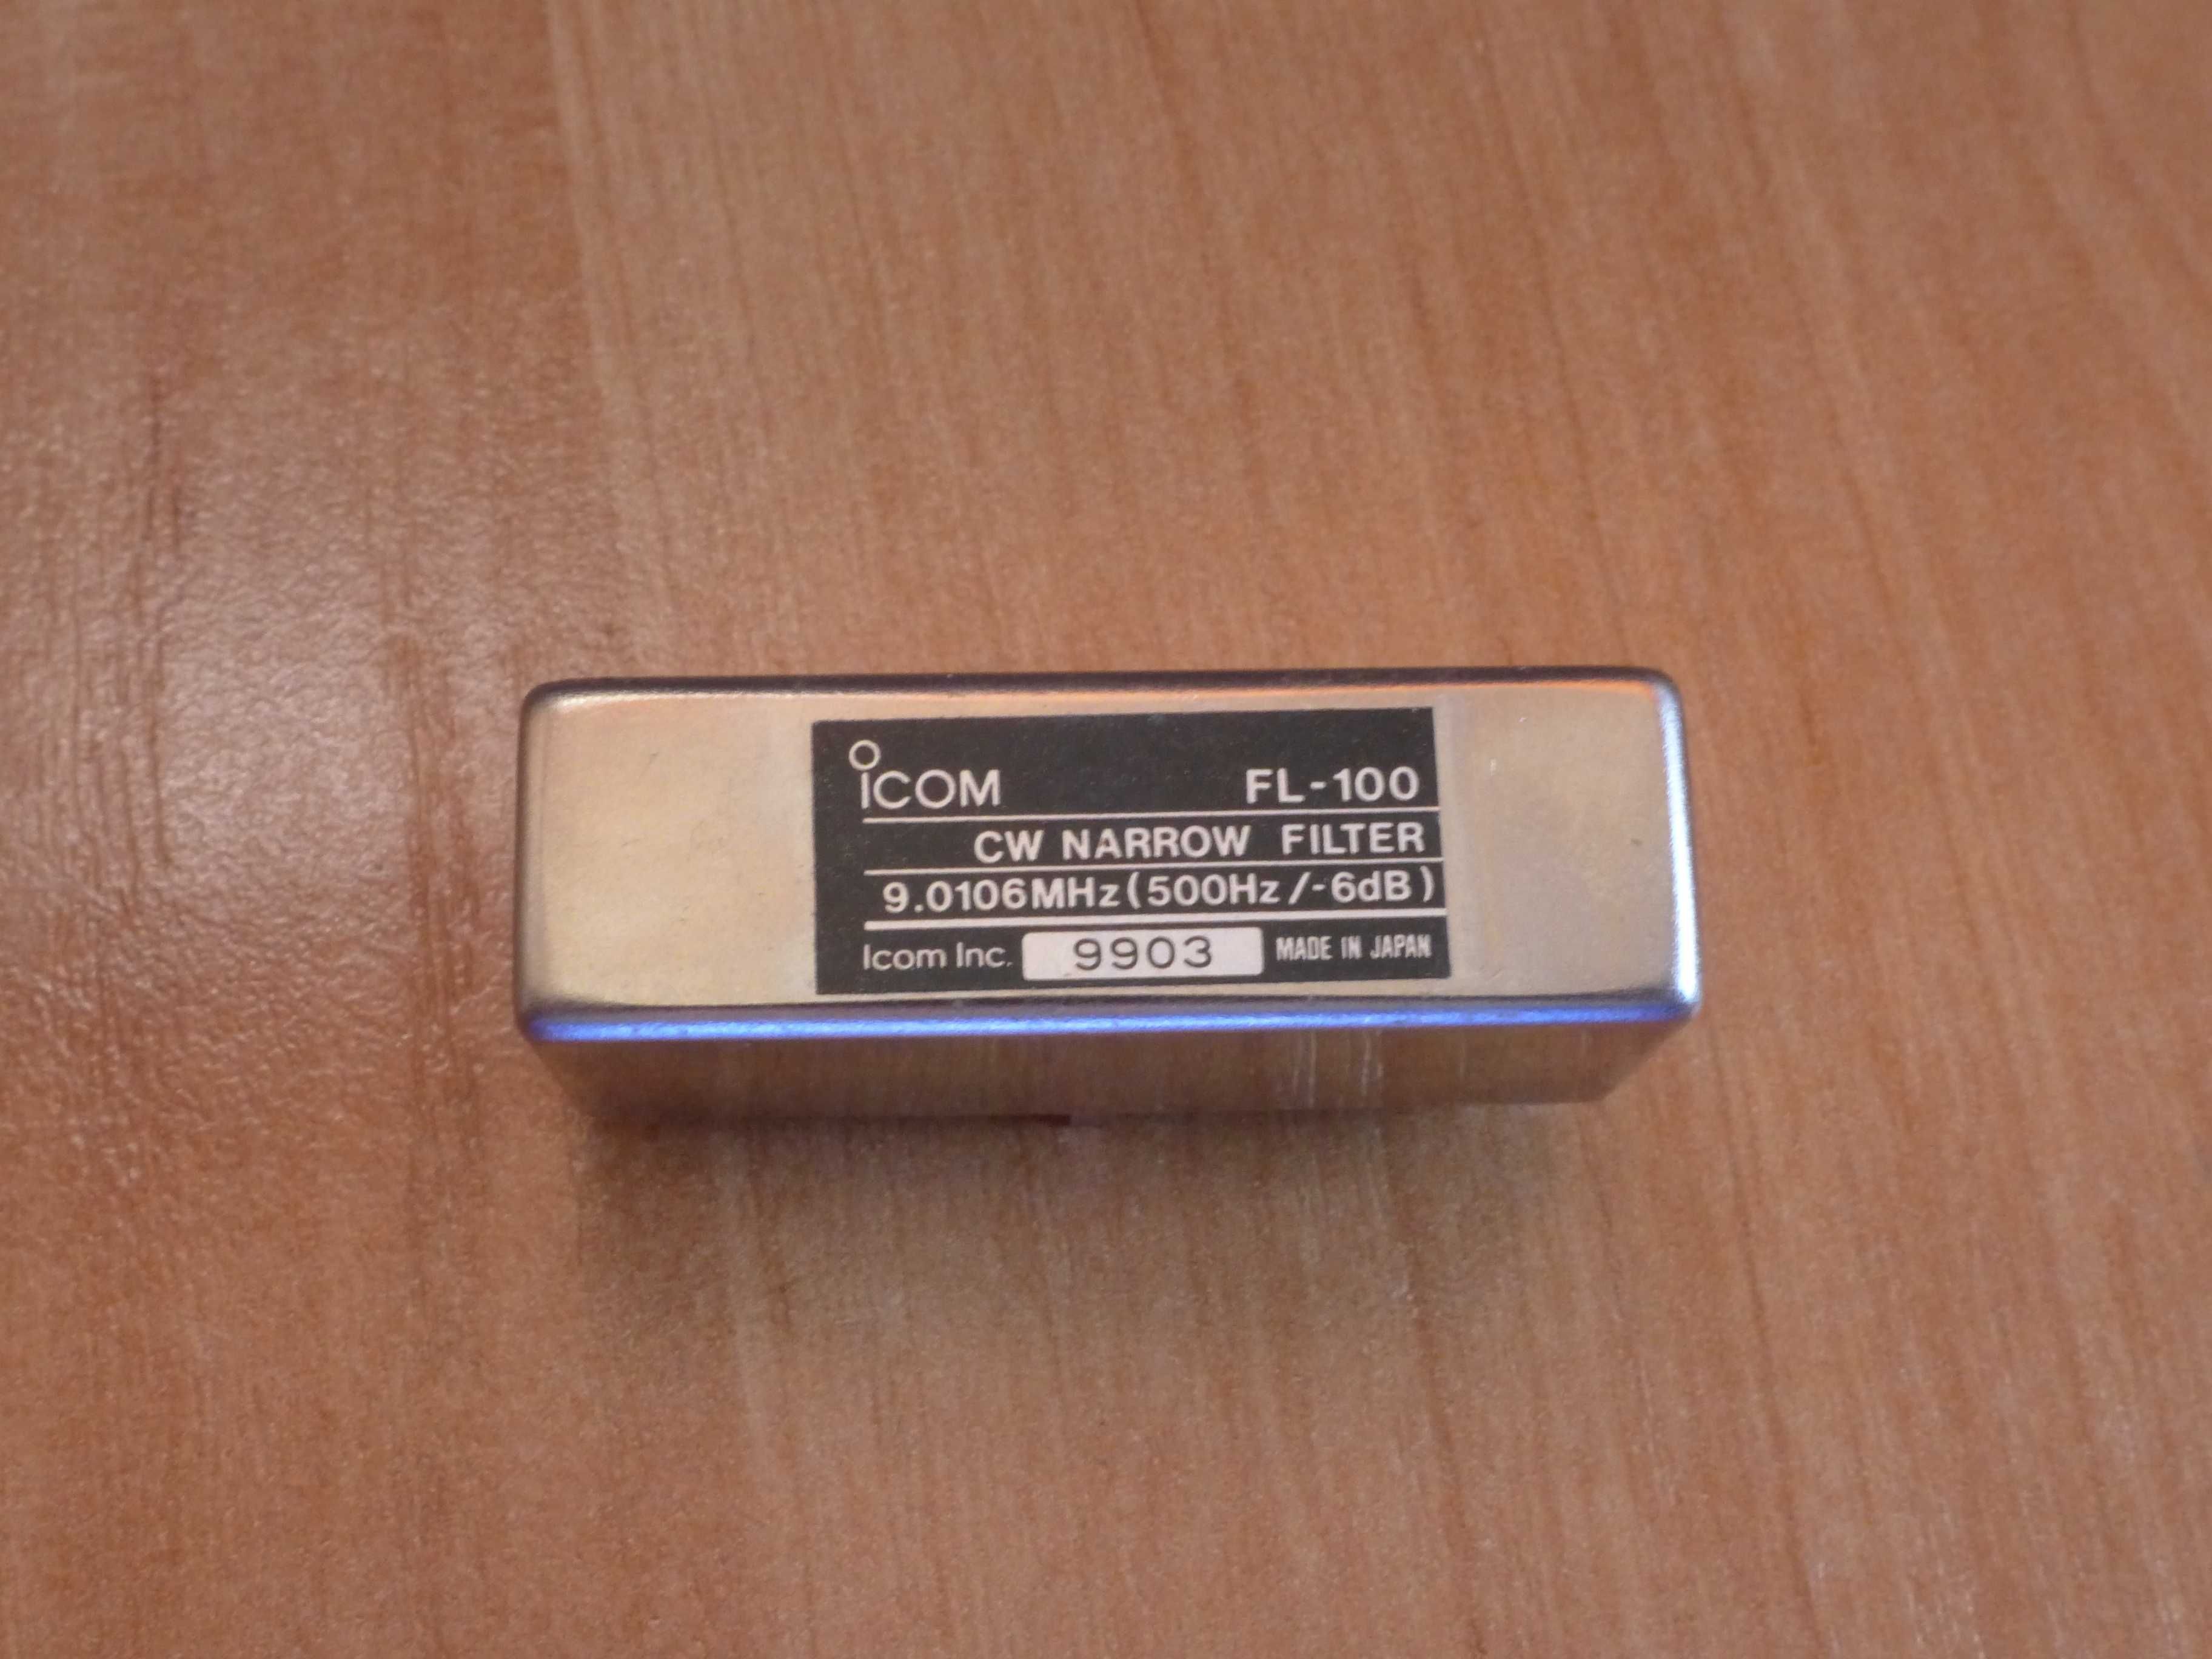 ICOM FL-100
CW NARROW FILTER
9.0106MHz(500Hz/-6dB)
Icom Inc. 9903 MADE IN JAPAN